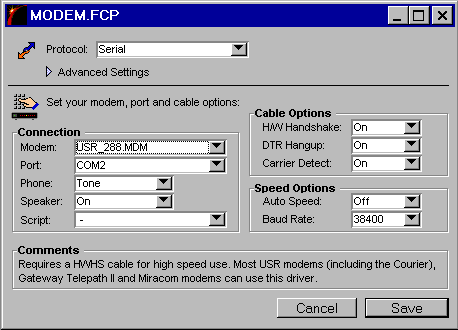 MODEM.FCP
Protocol: Serial
Advanced Settings
Set your modem, port and cable options:
Connection
Modem: USR_288.MDM
Port: COM2
Phone: Tone
Speaker: On
Script: -
Cable Options
H/W Handshake: On
DTR Hangup: On
Carrier Detect: On
Speed Options
Auto Speed: Off
Baud Rate: 38400
Comments
Requires a HWHS cable for high speed use. Most USR modems (including the Courier),
Gateway Telepath II and Miracom modems can use this driver.
Cancel
Save